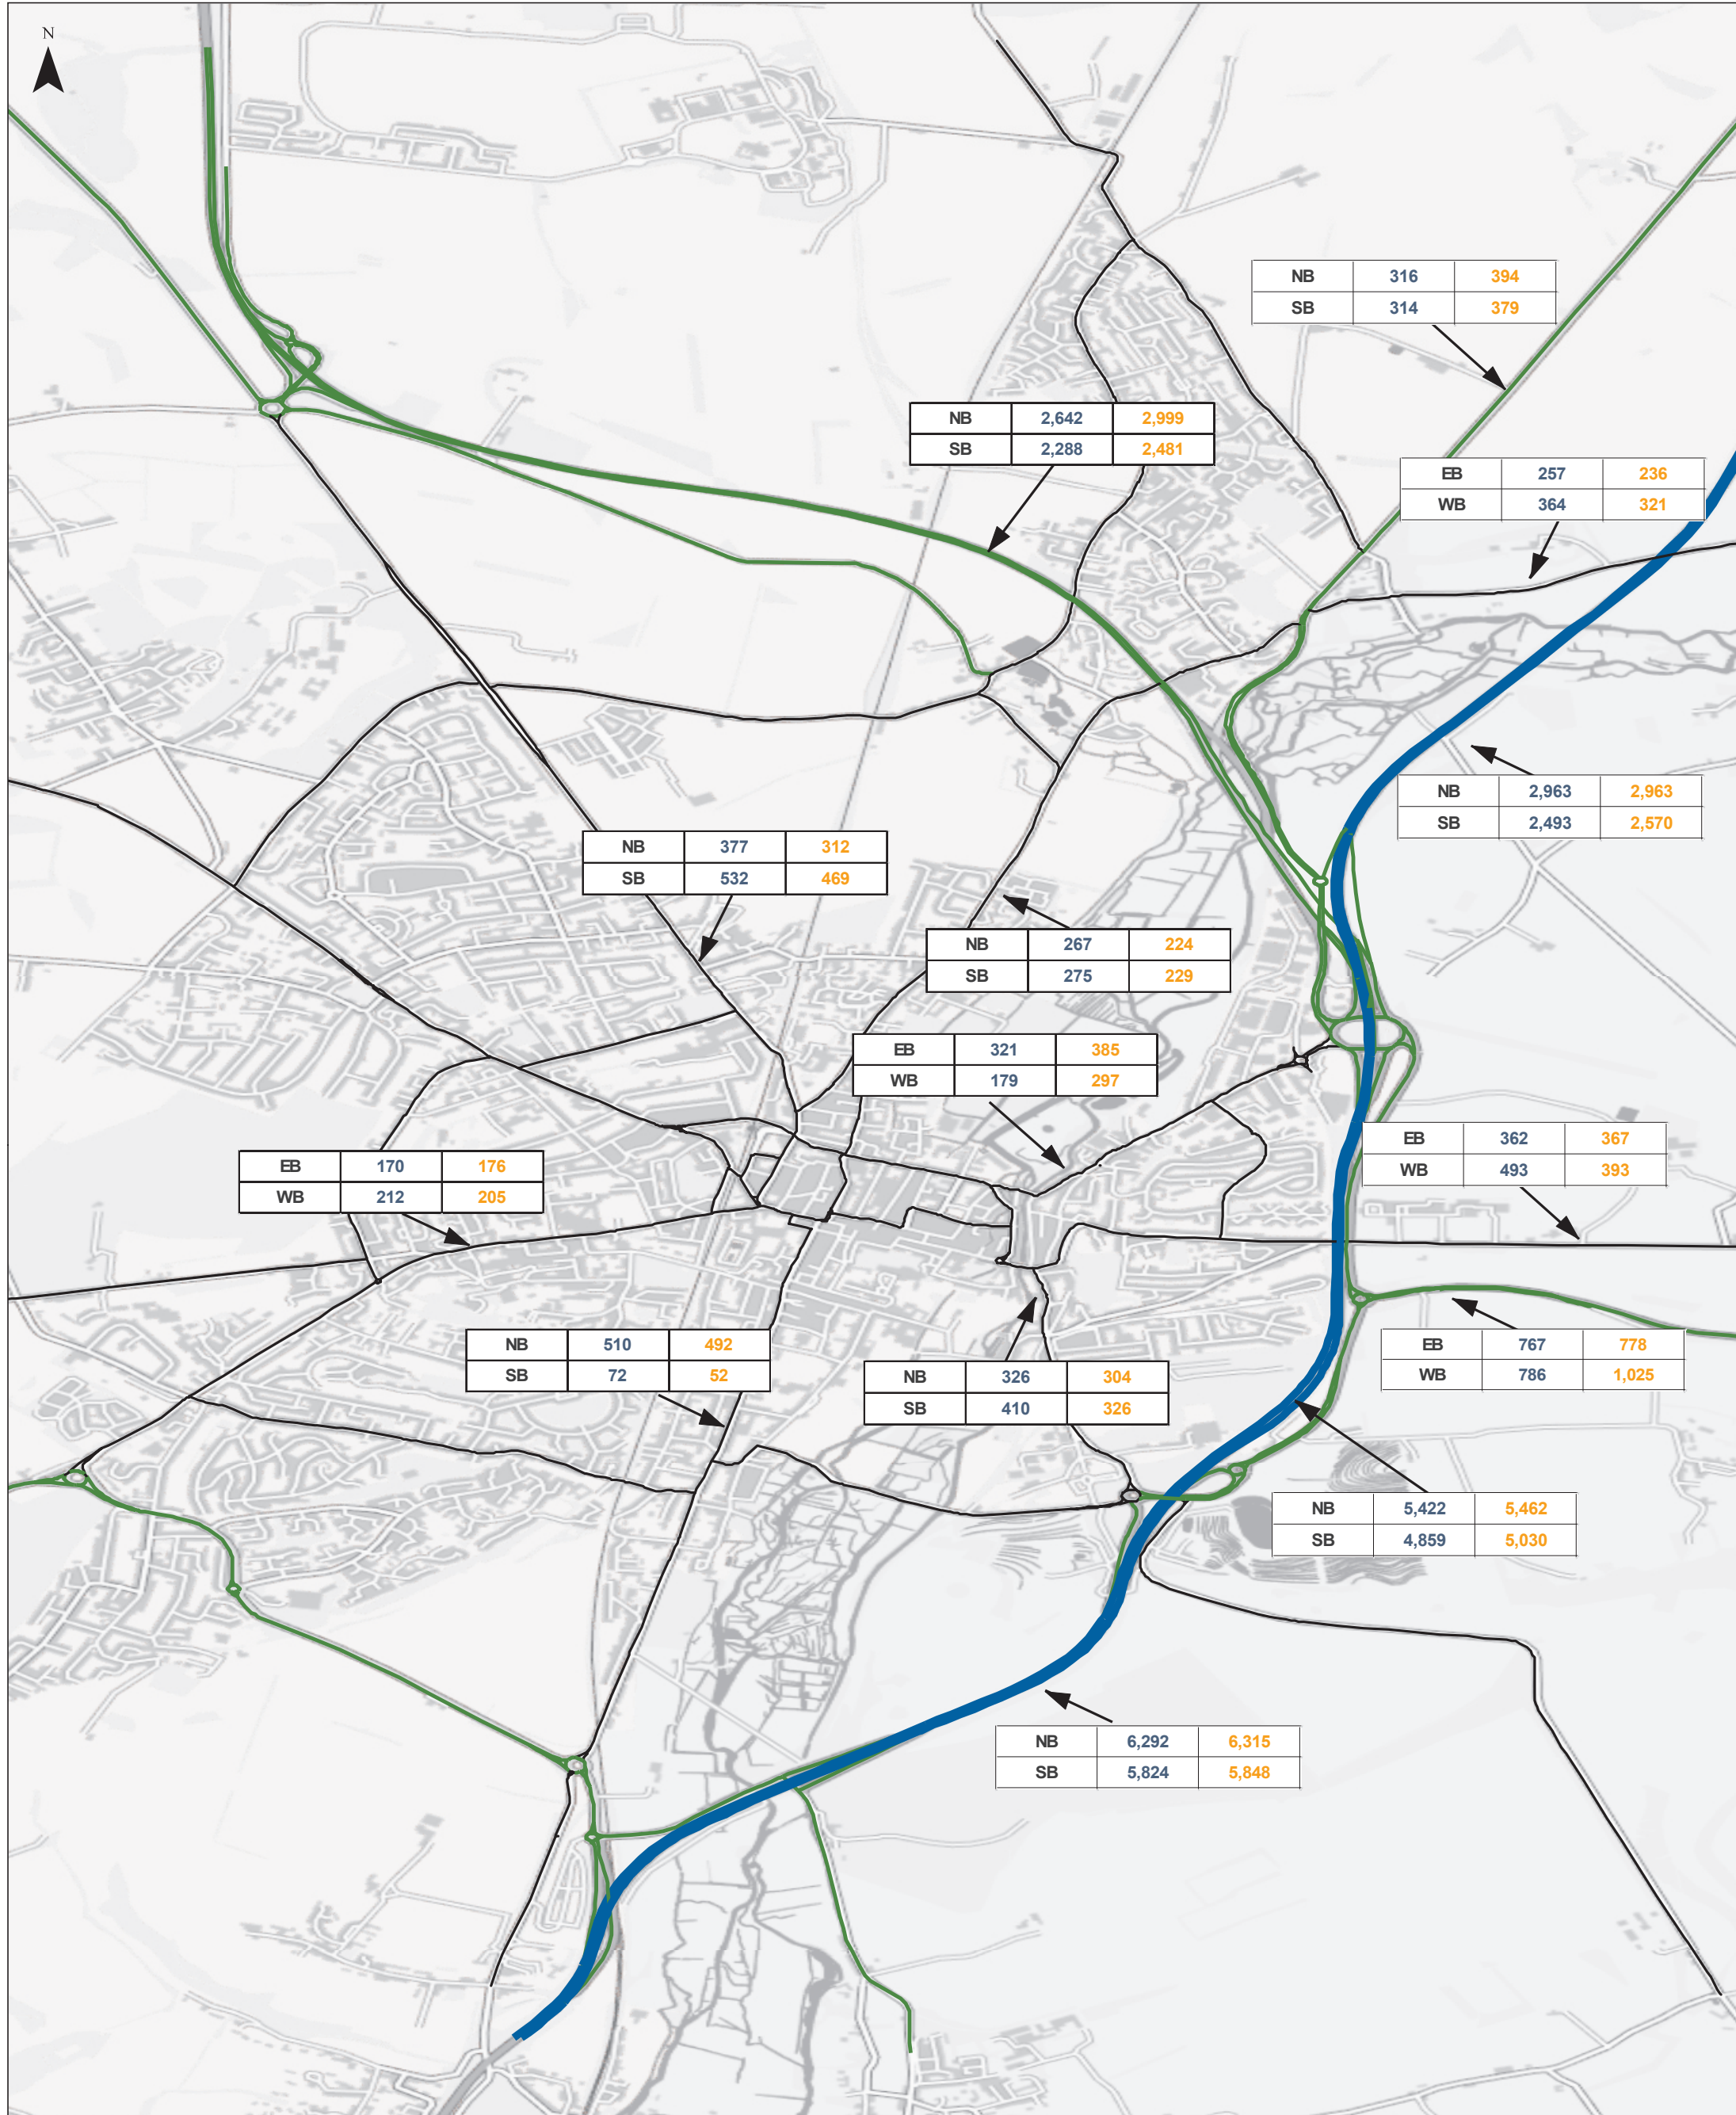 N
NB 316 394
SB 314 379
NB 2,642 2,999
SB 2,288 2,481
EB 257 236
WB 364 321
NB 2,963 2,963
SB 2,493 2,570
NB 377 312
SB 532 469
NB 267 224
SB 275 229
EB 321 385
WB 179 297
EB 362 367
WB 493 393
EB 170 176
WB 212 205
NB 510 492
SB 72 52
NB 326 304
SB 410 326
EB 767 778
WB 786 1,025
NB 5,422 5,462
SB 4,859 5,030
NB 6,292 6,315
SB 5,824 5,848